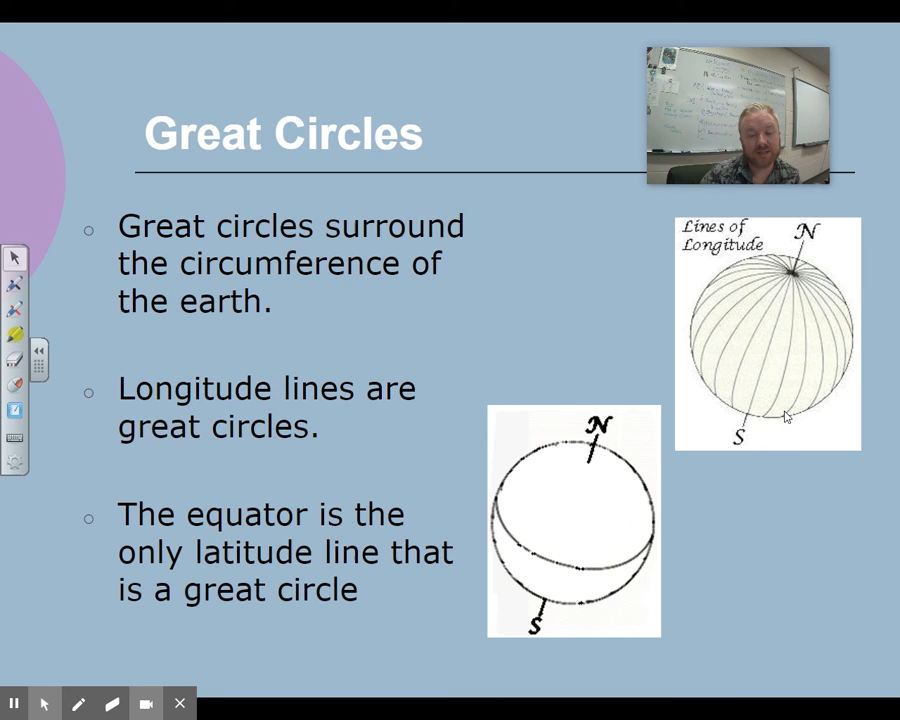 Great Circles
Great circles surround
the circumference of
the earth.
Longitude lines are
great circles.
The equator is the
only latitude line that
is a great circle
Lines of
Longitude
N
S
N
S